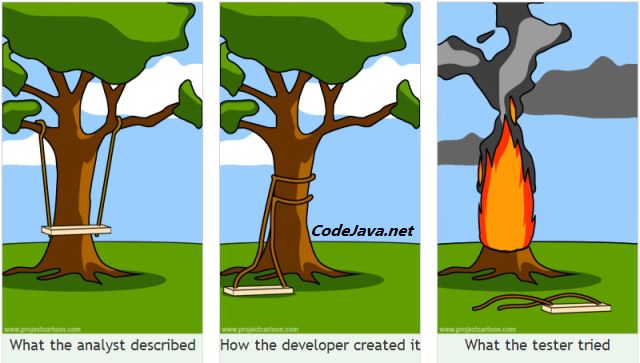 CodeJava.net
www.projectcartoon.com
www.projectcartoon.com
www.projectcartoon.com
What the analyst described
How the developer created it
What the tester tried